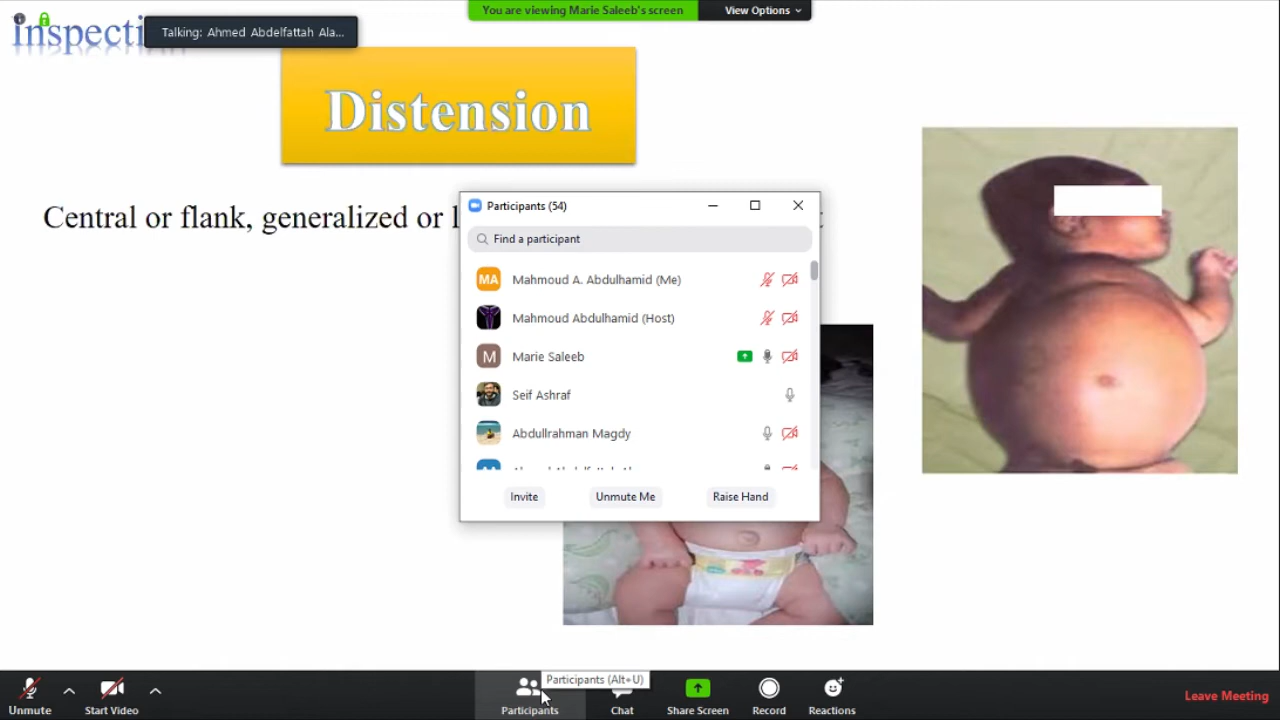 You are viewing Marie Saleeb's screen
View Options
Talking: Ahmed Abdelfattah Ala...
Distension
Central or flank, generalized or
Participants (54)
Find a participant
MA
Mahmoud A. Abdulhamid (Me)
Mahmoud Abdulhamid (Host)
M
Marie Saleeb
Seif Ashraf
Abdullrahman Magdy
Invite
Unmute Me
Raise Hand
Participants (Alt+U)
Unmute
Start Video
Participants
Chat
Share Screen
Record
Reactions
Leave Meeting